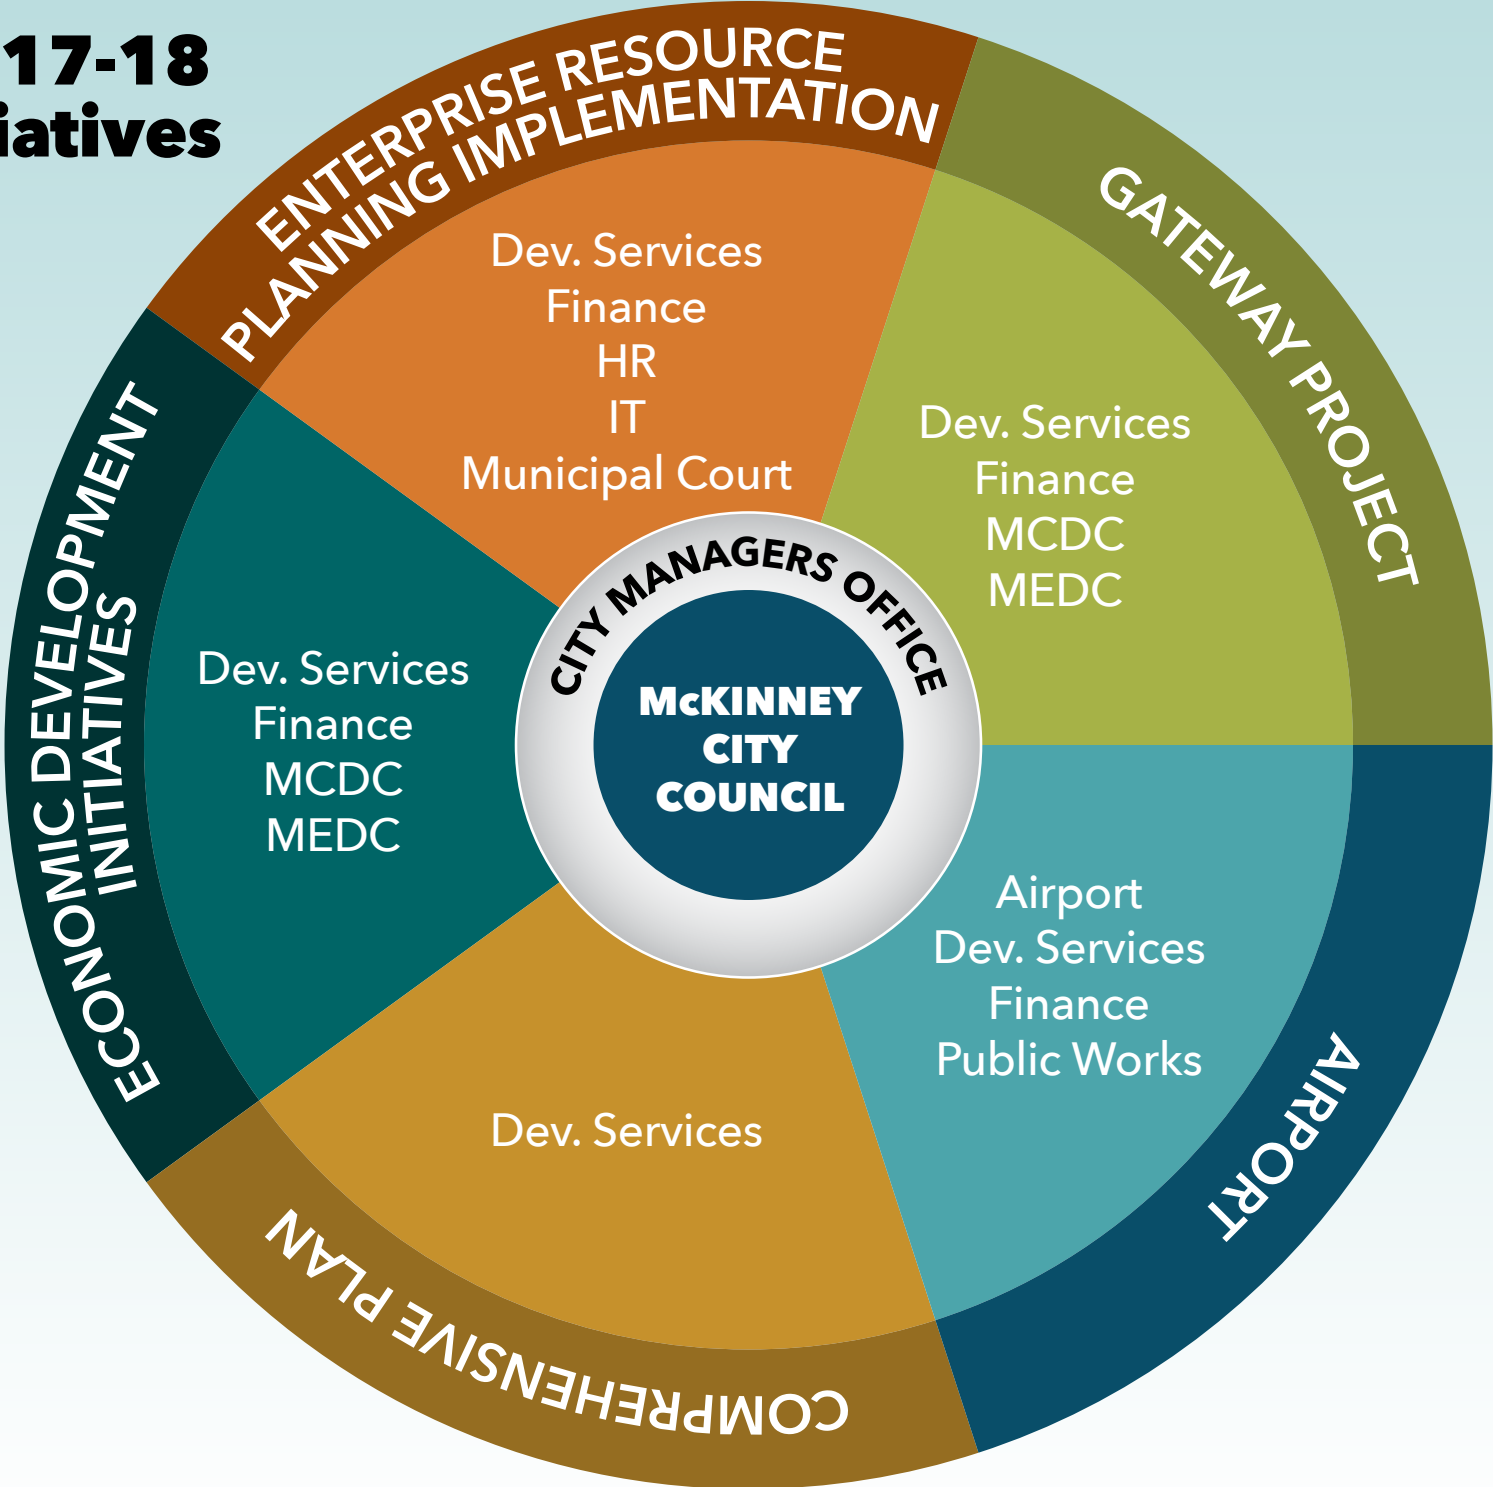 17-18
iatives
ENTERPRISE RESOURCE
PLANNING IMPLEMENTATION
Dev. Services
Finance
HR
IT
Municipal Court
GATEWAY PROJECT
Dev. Services
Finance
MCDC
MEDC
ECONOMIC DEVELOPMENT
INITIATIVES
Dev. Services
Finance
MCDC
MEDC
CITY MANAGERS OFFICE
McKINNEY
CITY
COUNCIL
Airport
Dev. Services
Finance
Public Works
AIRPORT
Dev. Services
COMPREHENSIVE PLAN